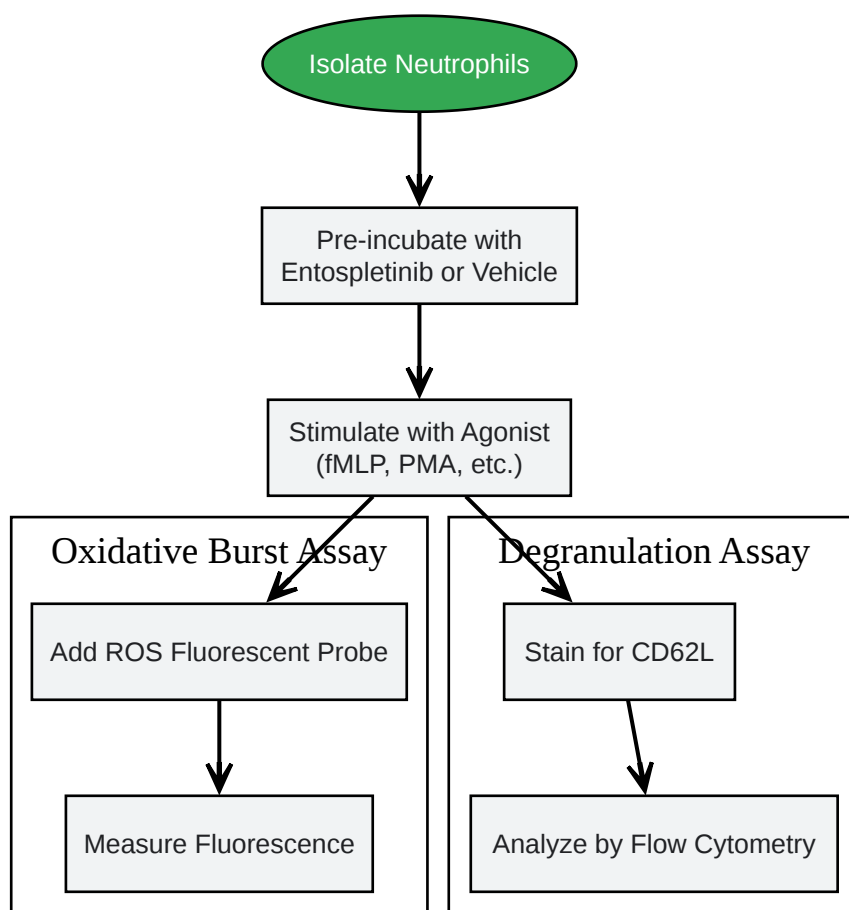 Isolate Neutrophils
Pre-incubate with
Entospletinib or Vehicle
Stimulate with Agonist
(fMLP, PMA, etc.)
Oxidative Burst Assay
Degranulation Assay
Add ROS Fluorescent Probe
Stain for CD62L
Measure Fluorescence
Analyze by Flow Cytometry